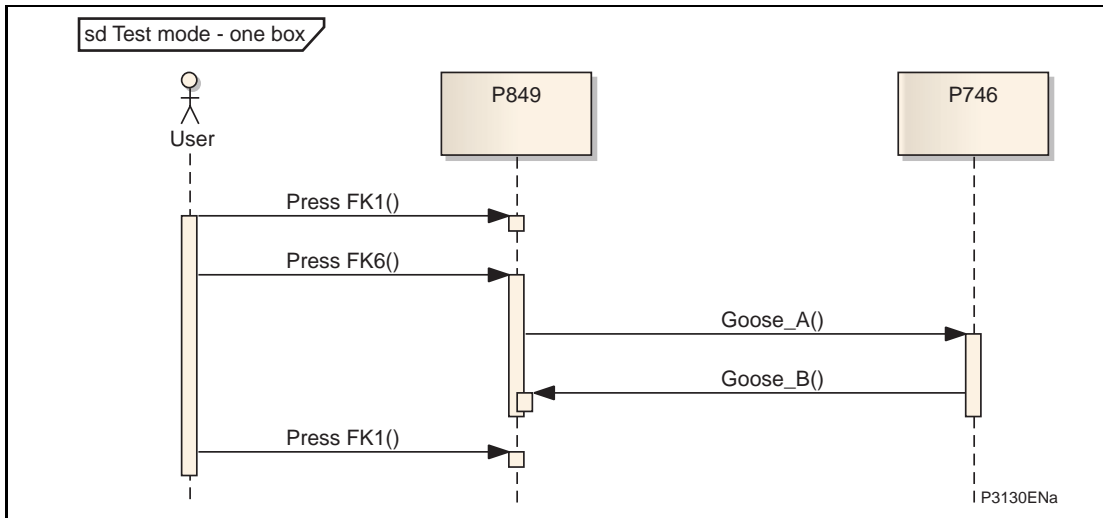 sd Test mode - one box
P849
P746
User
Press FK1()
Press FK6()
Goose_A()
Goose_B()
Press FK1()
P3130ENa